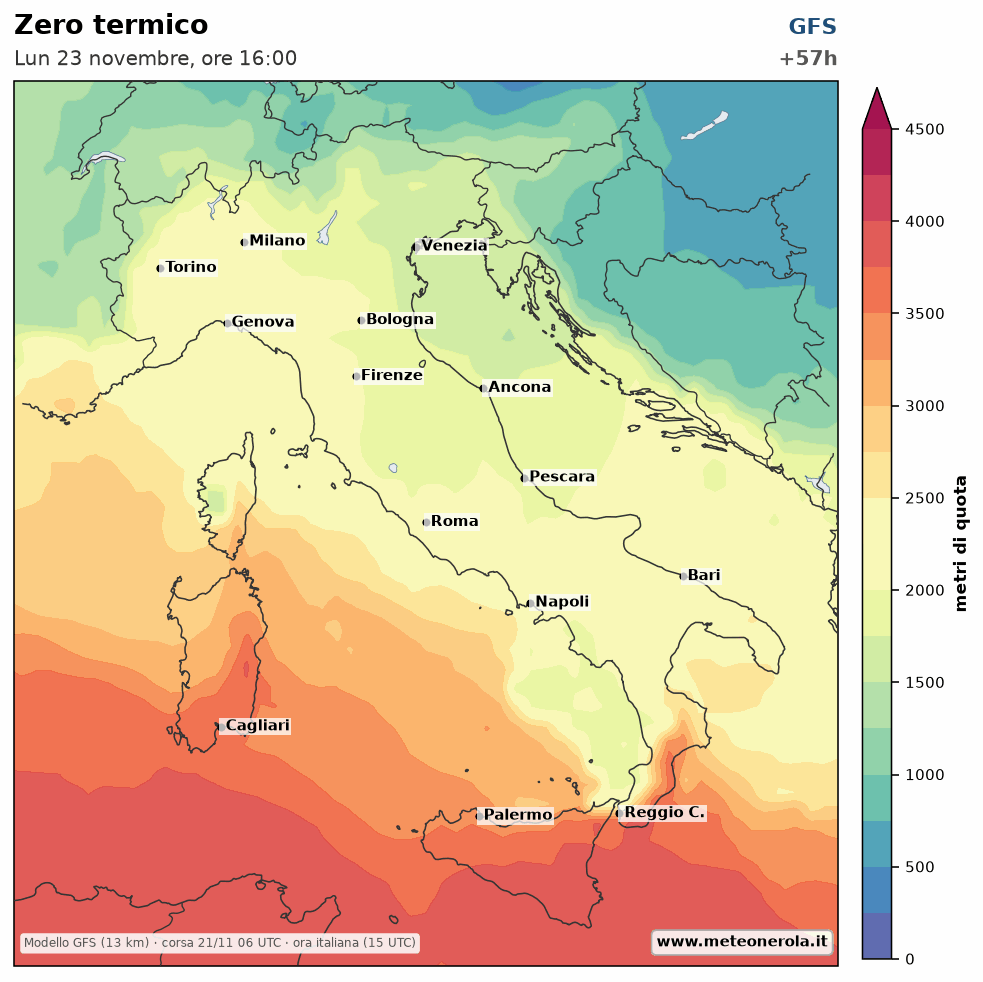 Zero termico
GFS
Lun 23 novembre, ore 16:00
+57h
Milano
Venezia
Torino
Genova
Bologna
Firenze
Ancona
Pescara
Roma
Bari
Napoli
Cagliari
Palermo
Reggio C.
4500
4000
3500
3000
2500
2000
1500
1000
500
0
metri di quota
Modello GFS (13 km) · corsa 21/11 06 UTC · ora italiana (15 UTC)
www.meteonerola.it